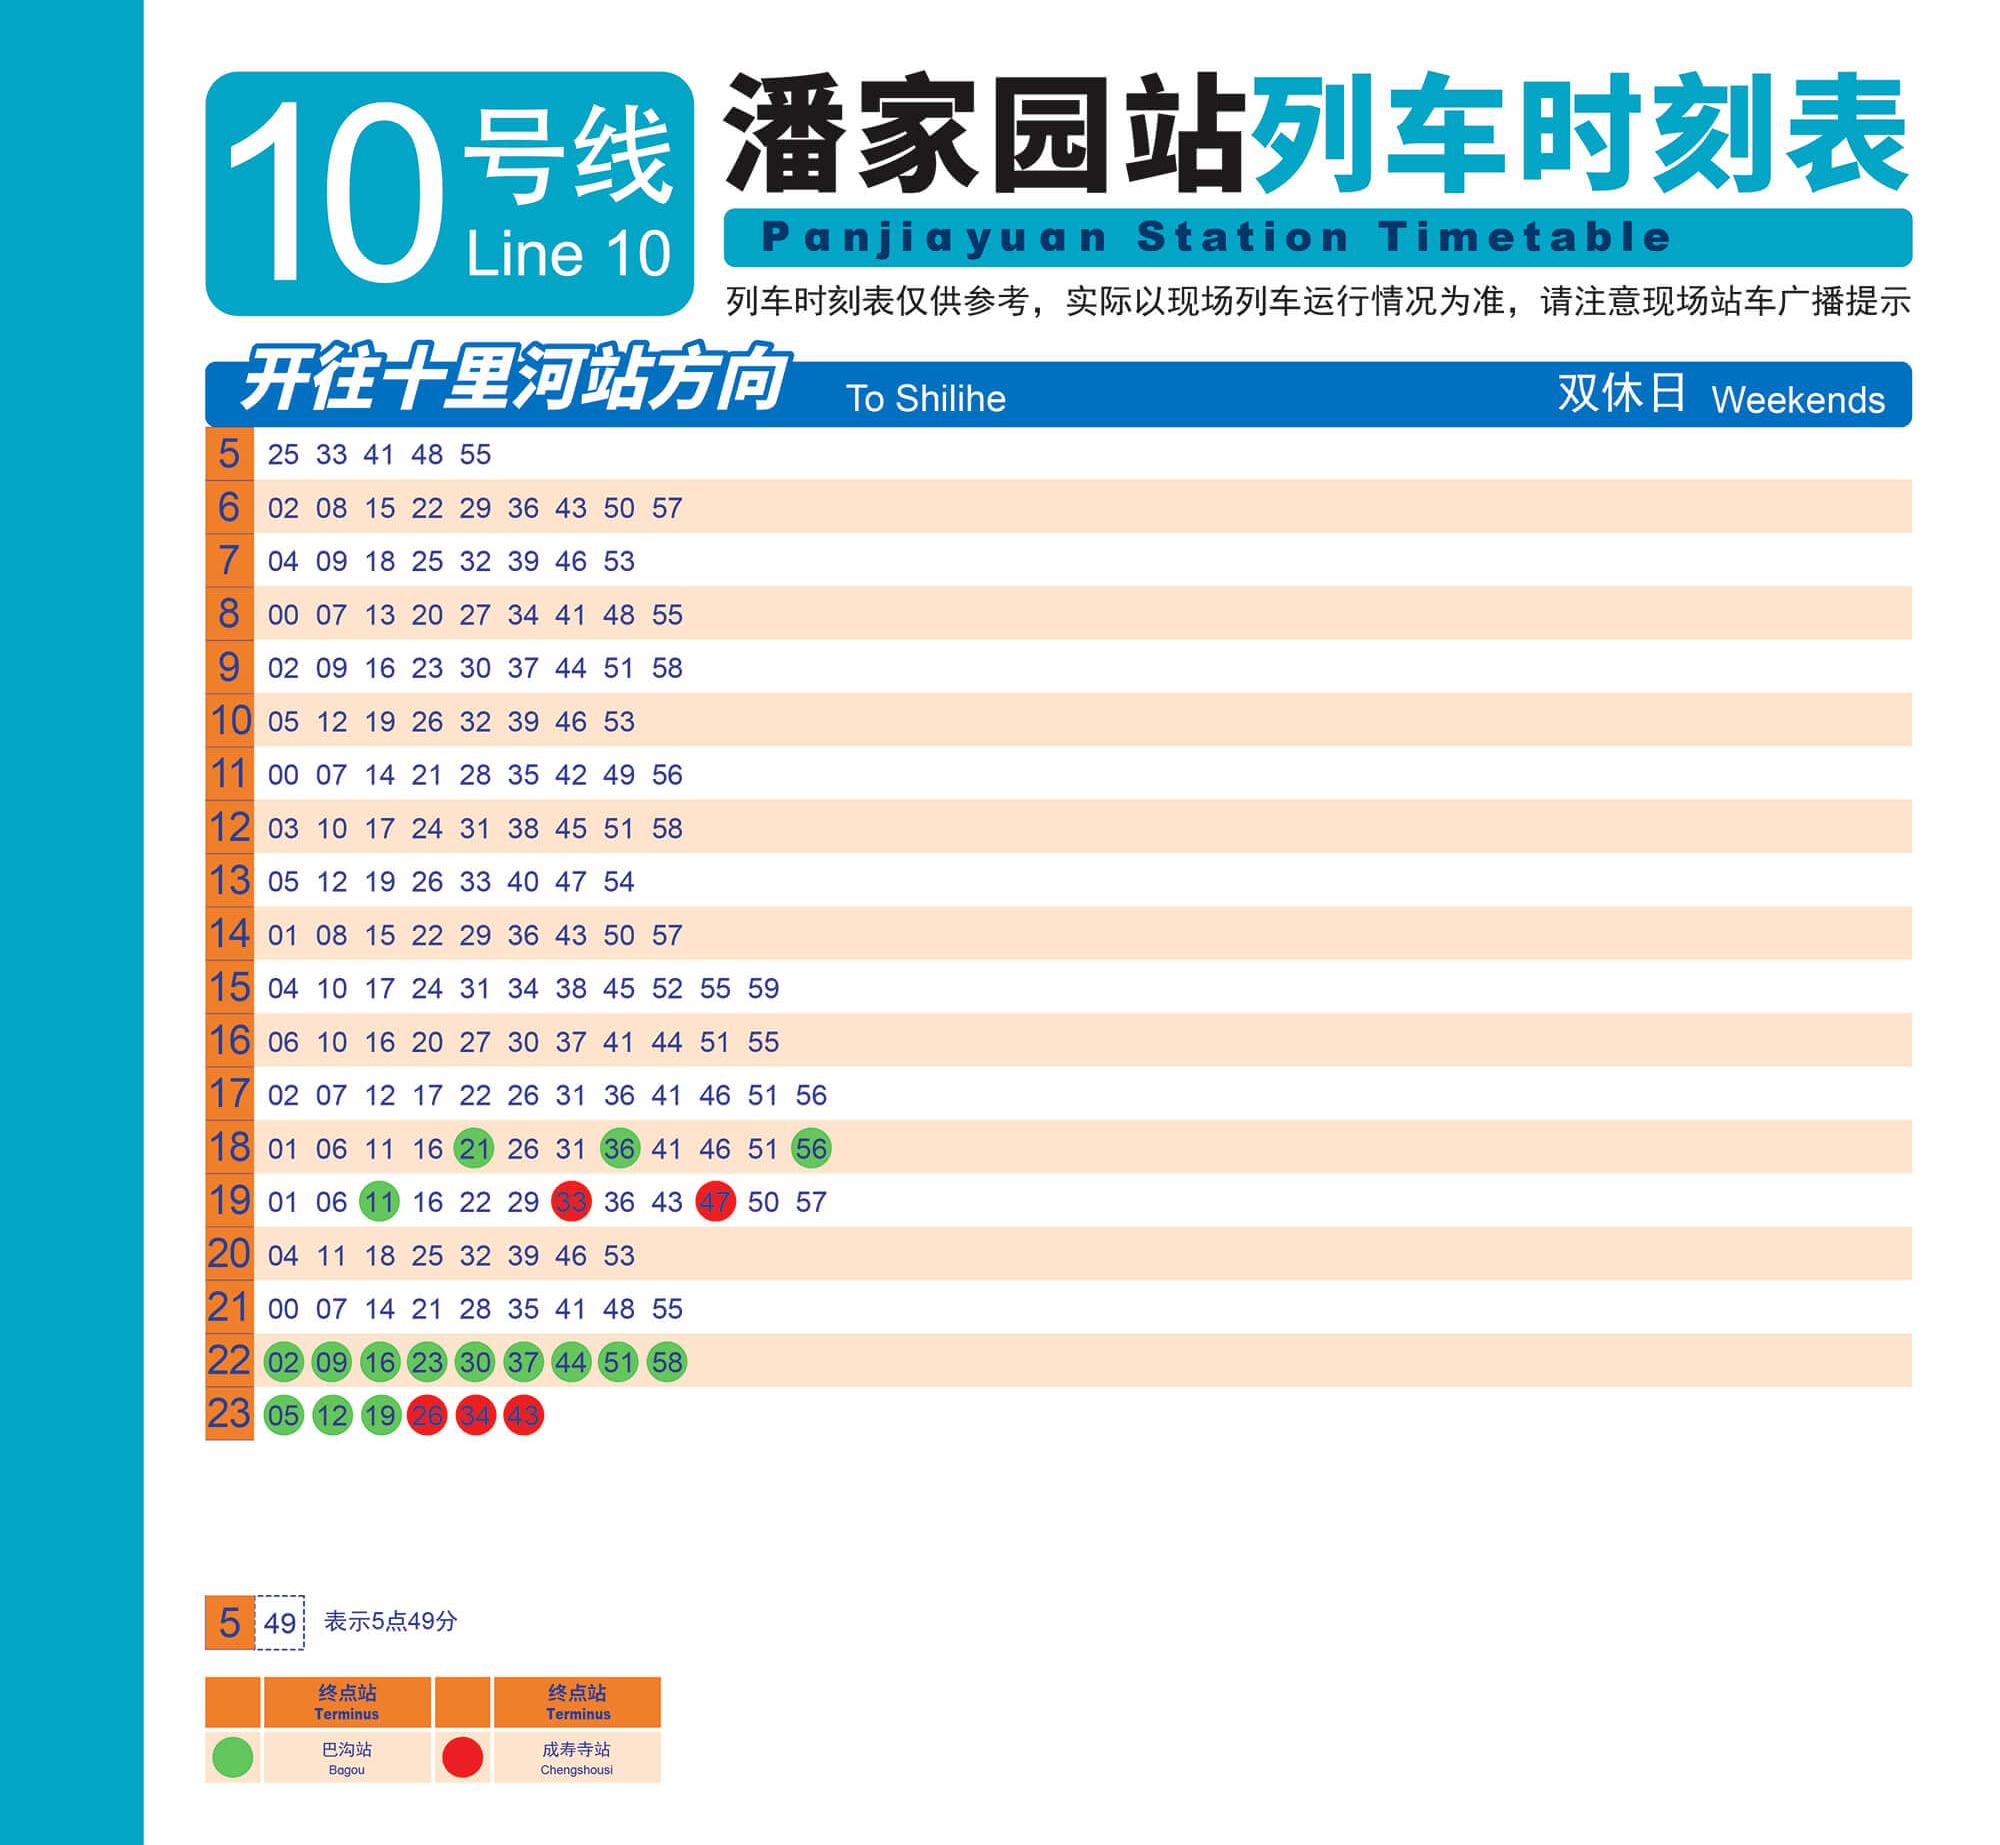 10号线
Line 10
潘家园站列车时刻表
Panjiayuan Station Timetable
列车时刻表仅供参考，实际以现场列车运行情况为准，请注意现场站车广播提示
开往十里河站方向 To Shilihe 双休日 Weekends
5 25 33 41 48 55
6 02 08 15 22 29 36 43 50 57
7 04 09 18 25 32 39 46 53
8 00 07 13 20 27 34 41 48 55
9 02 09 16 23 30 37 44 51 58
10 05 12 19 26 32 39 46 53
11 00 07 14 21 28 35 42 49 56
12 03 10 17 24 31 38 45 51 58
13 05 12 19 26 33 40 47 54
14 01 08 15 22 29 36 43 50 57
15 04 10 17 24 31 34 38 45 52 55 59
16 06 10 16 20 27 30 37 41 44 51 55
17 02 07 12 17 22 26 31 36 41 46 51 56
18 01 06 11 16 21 26 31 36 41 46 51 56
19 01 06 11 16 22 29 33 36 43 47 50 57
20 04 11 18 25 32 39 46 53
21 00 07 14 21 28 35 41 48 55
22 02 09 16 23 30 37 44 51 58
23 05 12 19 26 34 43
5 49 表示5点49分
终点站 终点站
Terminus Terminus
巴沟站 成寿寺站
Bagou Chengshousi